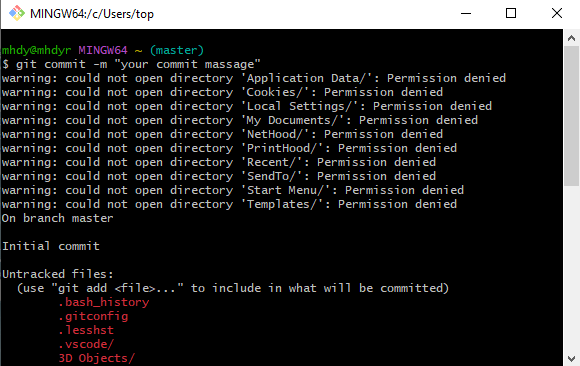 MINGW64:/c/Users/top
mhdy@mhdyr MINGW64 ~ (master)
$ git commit -m "your commit massage"
warning: could not open directory 'Application Data/': Permission denied
warning: could not open directory 'Cookies/': Permission denied
warning: could not open directory 'Local Settings/': Permission denied
warning: could not open directory 'My Documents/': Permission denied
warning: could not open directory 'NetHood/': Permission denied
warning: could not open directory 'PrintHood/': Permission denied
warning: could not open directory 'Recent/': Permission denied
warning: could not open directory 'SendTo/': Permission denied
warning: could not open directory 'Start Menu/': Permission denied
warning: could not open directory 'Templates/': Permission denied
On branch master
Initial commit
Untracked files:
(use "git add <file>..." to include in what will be committed)
.bash_history
.gitconfig
.lesshst
.vscode/
3D Objects/